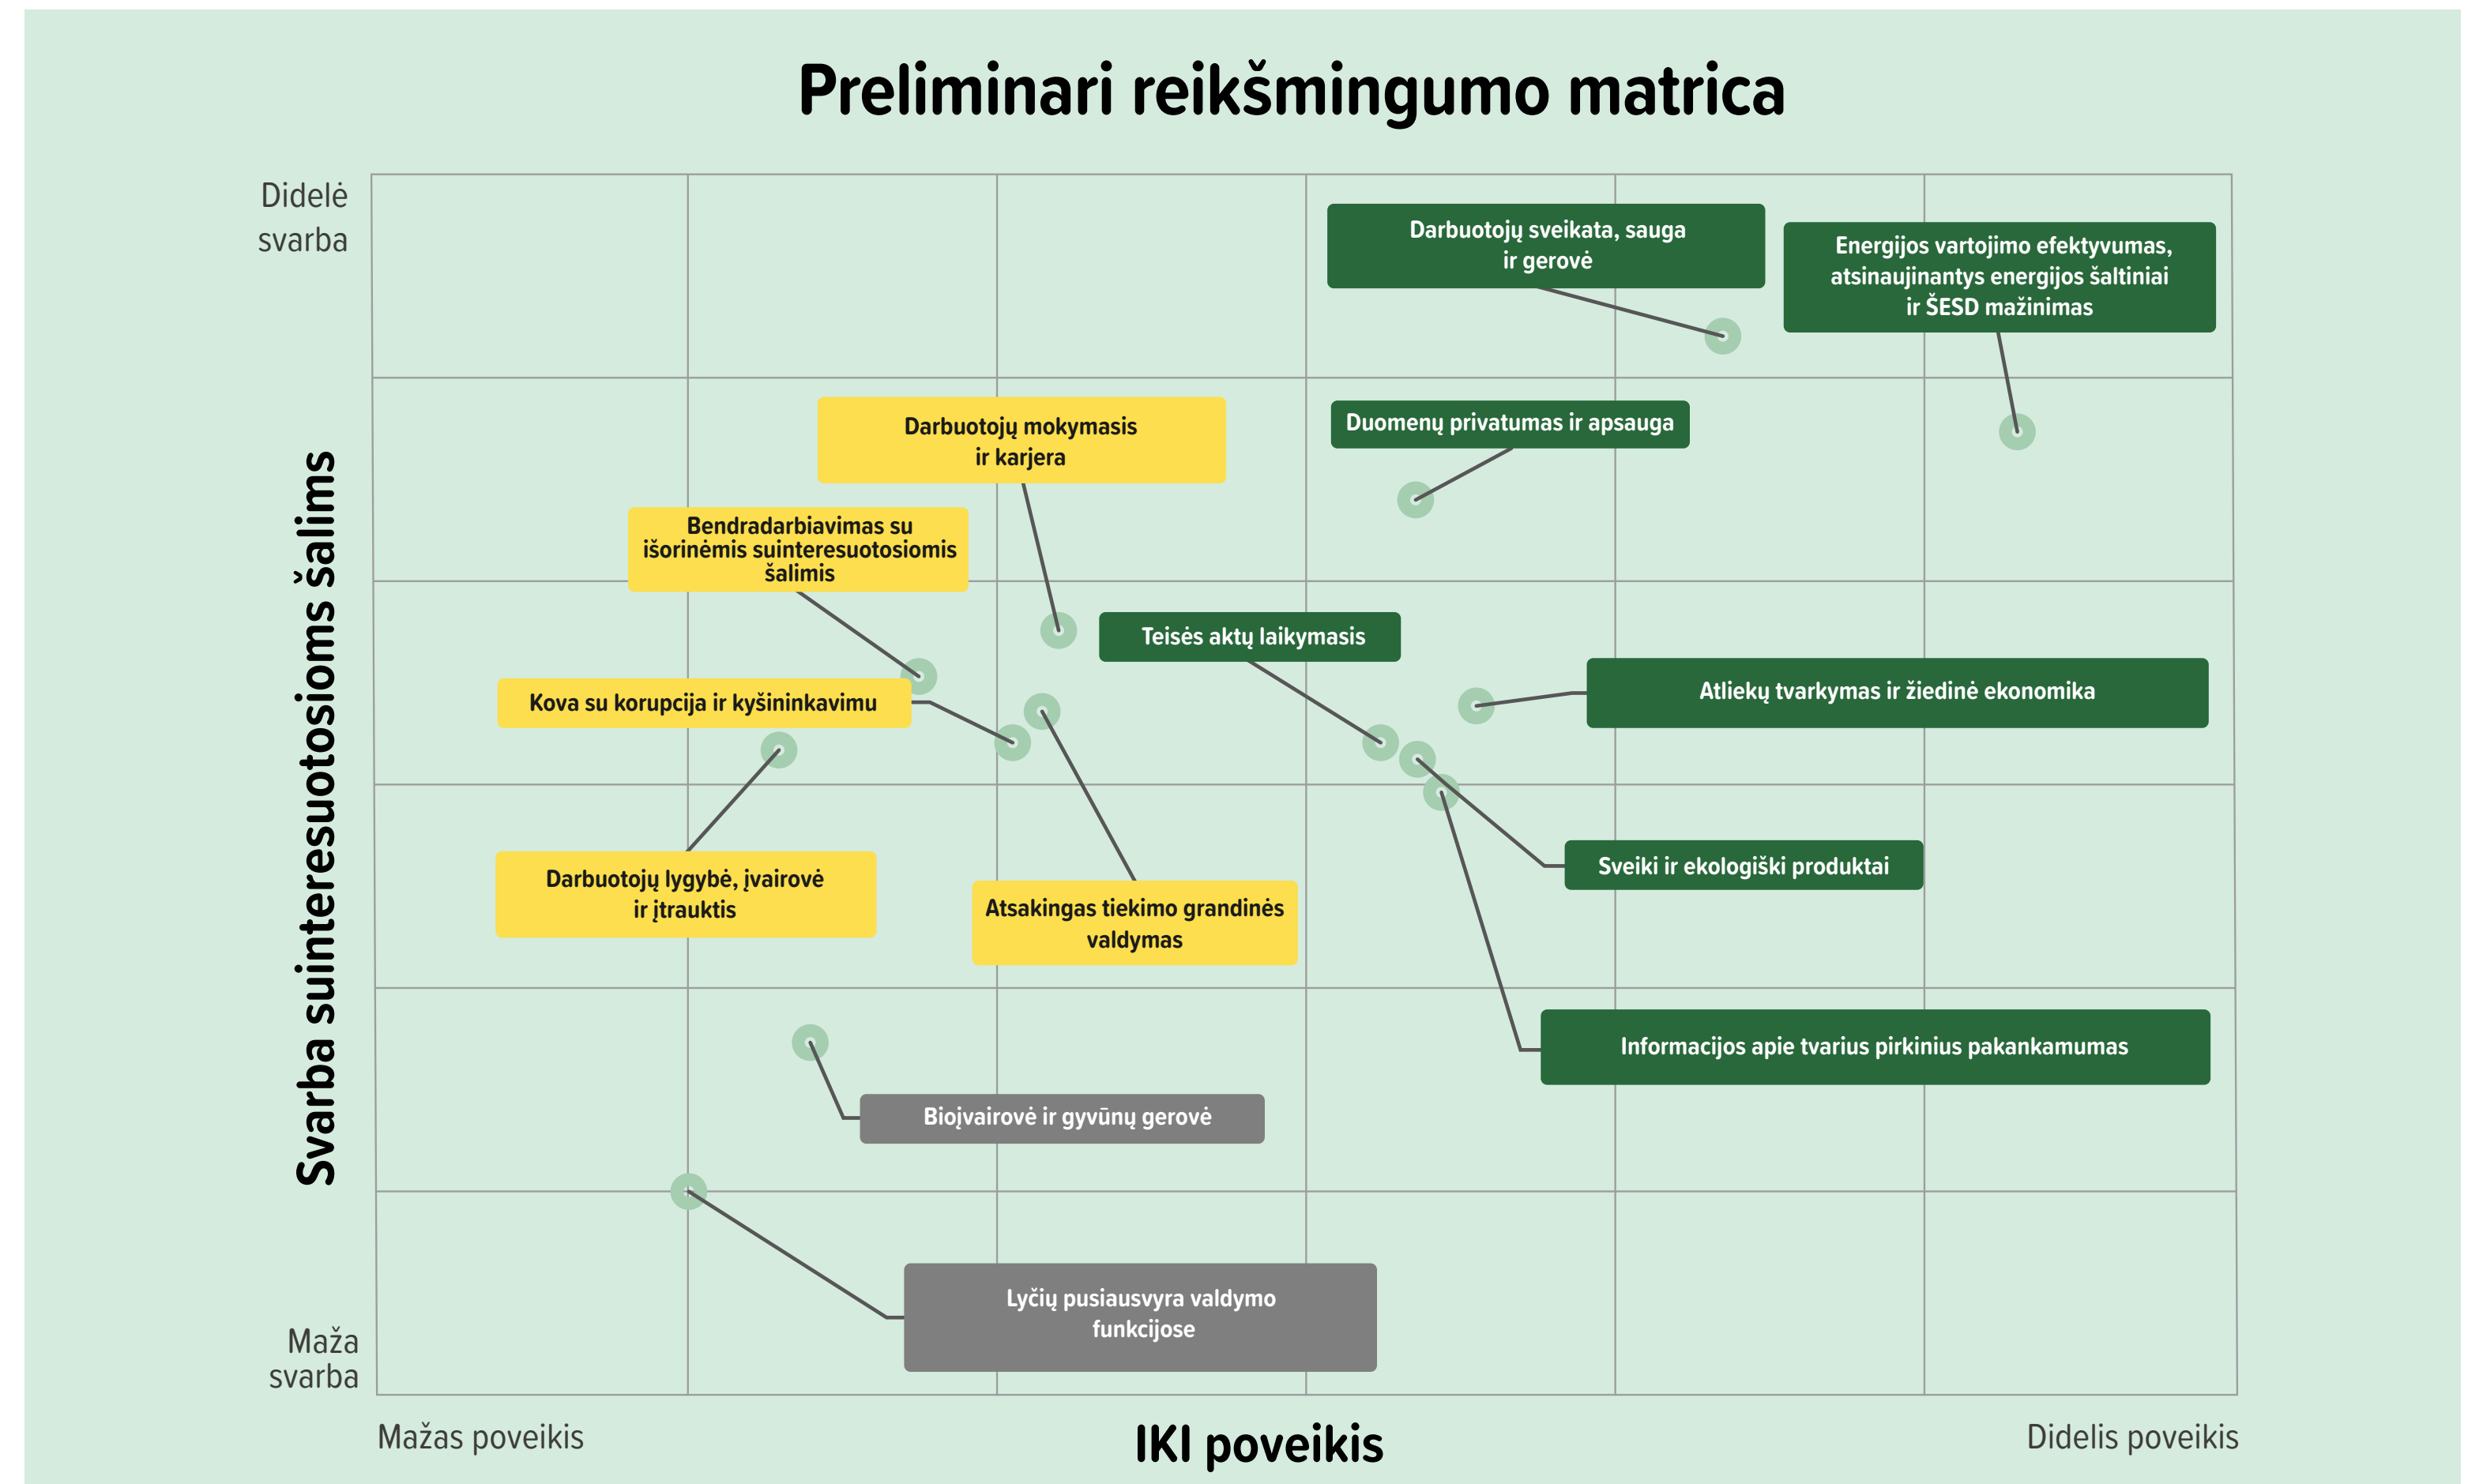 Preliminari reikšmingumo matrica
Didelė
svarba
Darbuotojų sveikata, sauga
ir gerovė
Energijos vartojimo efektyvumas,
atsinaujinantys energijos šaltiniai
ir ŠESD mažinimas
Darbuotojų mokymasis
ir karjera
Duomenų privatumas ir apsauga
Bendradarbiavimas su
išorinėmis suinteresuotosiomis
šalimis
Teisės aktų laikymasis
Kova su korupcija ir kyšininkavimu
Atliekų tvarkymas ir žiedinė ekonomika
Svarba suinteresuotosioms šalims
Darbuotojų lygybė, įvairovė
ir įtrauktis
Atsakingas tiekimo grandinės
valdymas
Sveiki ir ekologiški produktai
Informacijos apie tvarius pirkinius pakankamumas
Bioįvairovė ir gyvūnų gerovė
Lyčių pusiausvyra valdymo
funkcijose
Maža
svarba
Mažas poveikis
IKI poveikis
Didelis poveikis